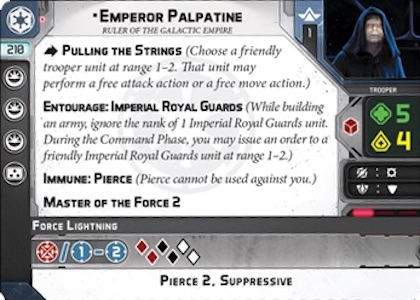 •Emperor Palpatine
Ruler of the Galactic Empire
1
210
Pulling the Strings (Choose a friendly
trooper unit at range 1–2. That unit may
perform a free attack action or a free move action.)
Entourage: Imperial Royal Guards (While building
an army, ignore the rank of 1 Imperial Royal Guards unit.
During the Command Phase, you may issue an order to a
friendly Imperial Royal Guards unit at range 1–2.)
Immune: Pierce (Pierce cannot be used against you.)
Master of the Force 2
Trooper
5
4
Force Lightning
/ 1 – 2
Pierce 2, Suppressive